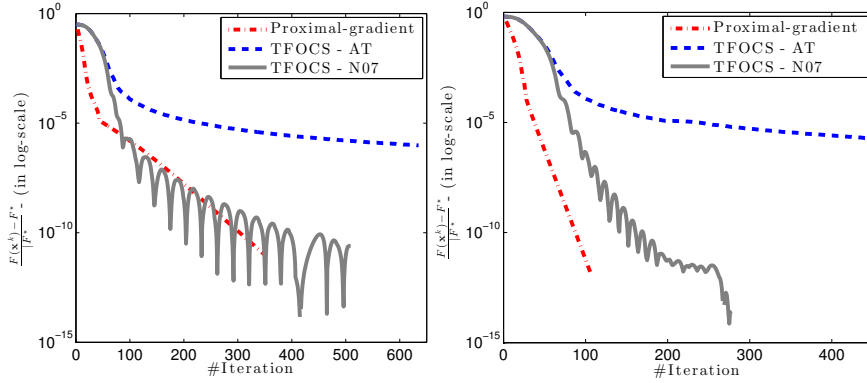 10^0
10^-5
10^-10
10^-15
F(x^k)-F* / |F* - (in log-scale)
Proximal-gradient
TFOCS - AT
TFOCS - N07
0 100 200 300 400 500 600
#Iteration
10^0
10^-5
10^-10
10^-15
F(x^k)-F* / |F* - (in log-scale)
Proximal-gradient
TFOCS - AT
TFOCS - N07
0 100 200 300 400
#Iteration